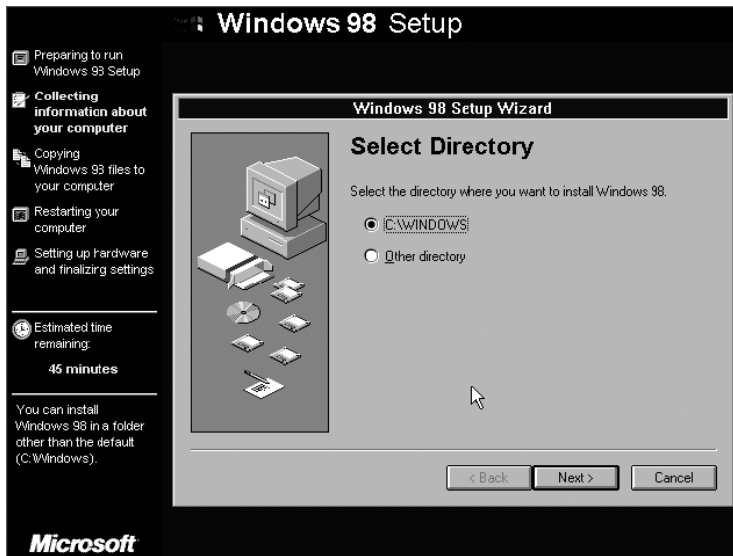 Windows 98 Setup
Preparing to run
Windows 98 Setup
Collecting
information about
your computer
Copying
Windows 98 files to
your computer
Restarting your
computer
Setting up hardware
and finalizing settings
Estimated time
remaining:
45 minutes
You can install
Windows 98 in a folder
other than the default
(C:\Windows).
Microsoft
Windows 98 Setup Wizard
Select Directory
Select the directory where you want to install Windows 98.
C:\WINDOWS
Other directory
< Back
Next >
Cancel